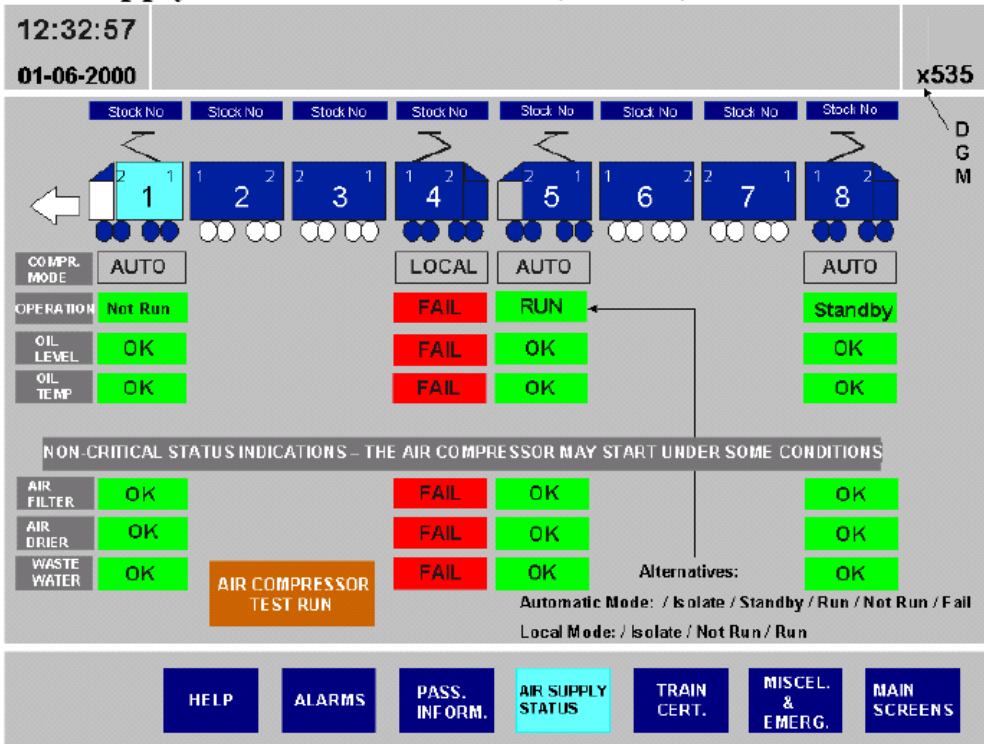 12:32:57
01-06-2000
x535
D
G
M
Stock No Stock No Stock No Stock No Stock No Stock No Stock No Stock No
2 1 1 2 2 1 1 2 2 1 1 2 2 1 1 2
1 2 3 4 5 6 7 8
COMPR.
MODE
AUTO LOCAL AUTO AUTO
OPERATION Not Run FAIL RUN Standby
OIL
LEVEL
OK FAIL OK OK
OIL
TEMP
OK FAIL OK OK
NON-CRITICAL STATUS INDICATIONS – THE AIR COMPRESSOR MAY START UNDER SOME CONDITIONS
AIR
FILTER
OK FAIL OK OK
AIR
DRIER
OK FAIL OK OK
WASTE
WATER
OK FAIL OK OK
AIR COMPRESSOR
TEST RUN
Alternatives:
Automatic Mode: / Isolate / Standby / Run / Not Run / Fail
Local Mode: / Isolate / Not Run / Run
HELP
ALARMS
PASS.
INFORM.
AIR SUPPLY
STATUS
TRAIN
CERT.
MISCEL.
&
EMERG.
MAIN
SCREENS